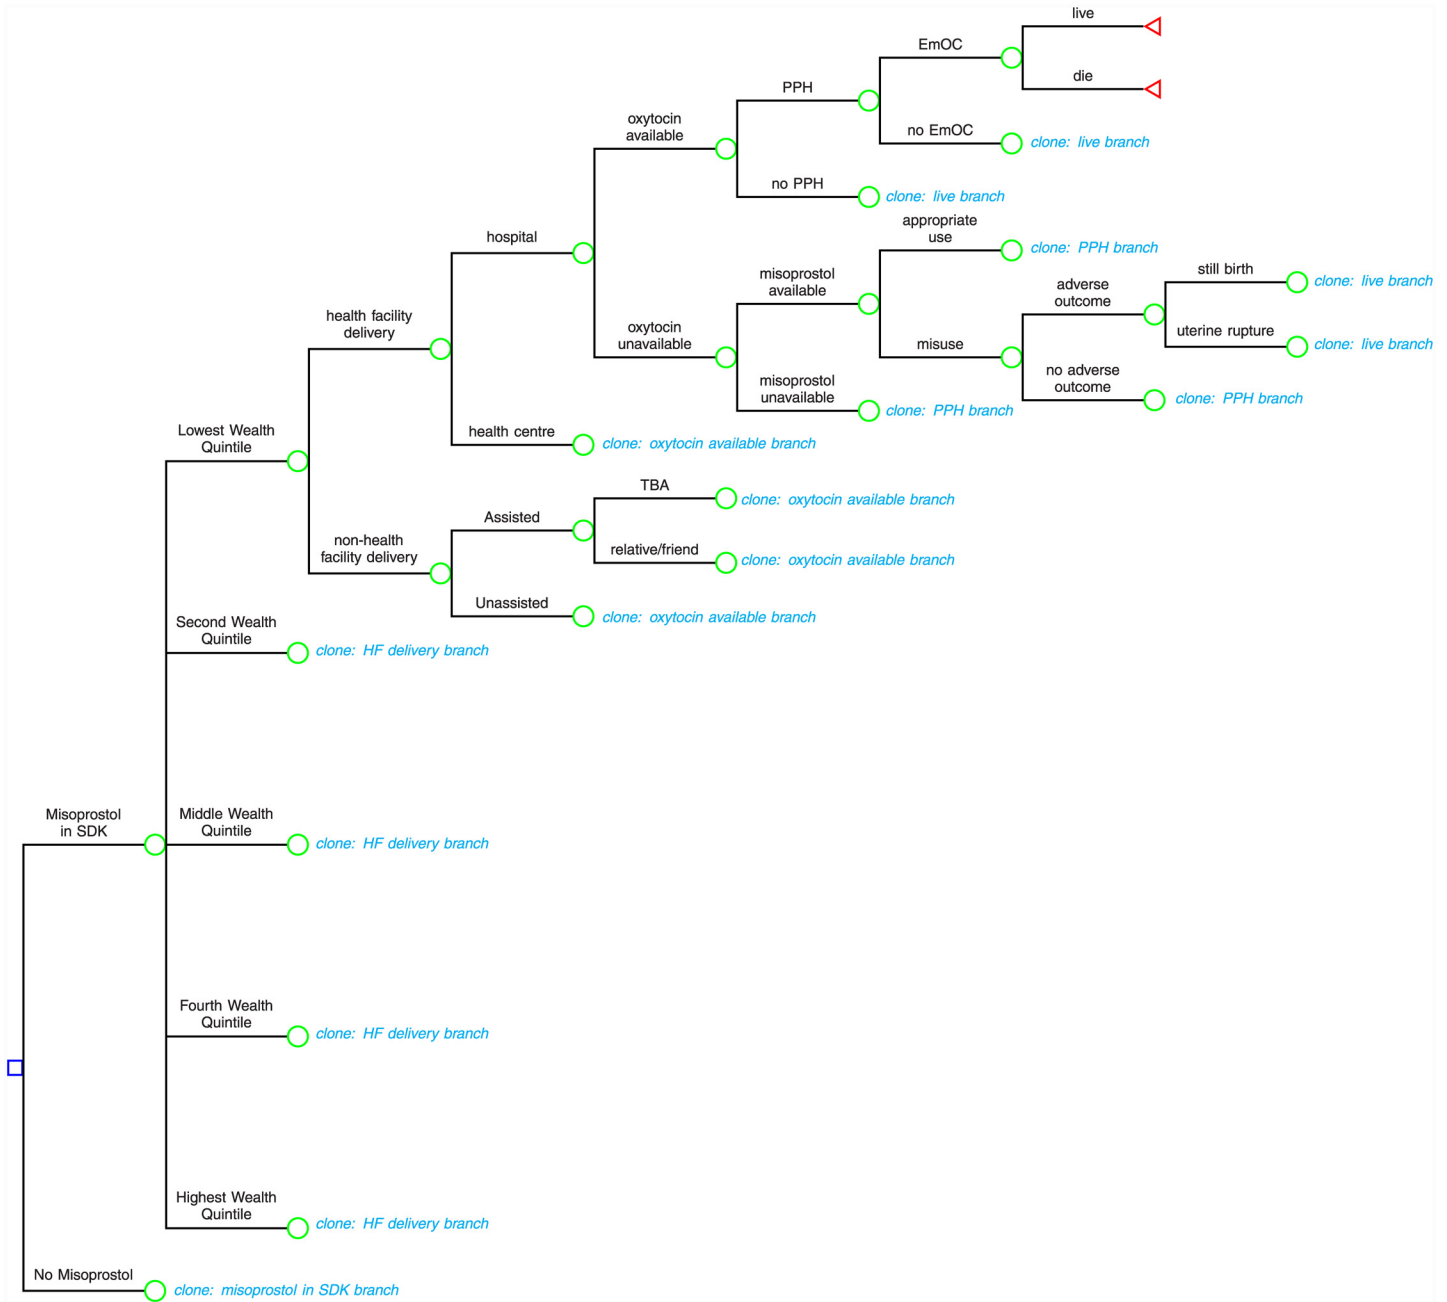 live
EmOC
die
PPH
oxytocin
available
no EmOC
clone: live branch
no PPH
clone: live branch
appropriate
use
clone: PPH branch
hospital
misoprostol
available
still birth
clone: live branch
adverse
outcome
uterine rupture
clone: live branch
health facility
delivery
oxytocin
unavailable
misuse
no adverse
outcome
clone: PPH branch
misoprostol
unavailable
clone: PPH branch
Lowest Wealth
Quintile
health centre
clone: oxytocin available branch
TBA
clone: oxytocin available branch
Assisted
non-health
facility delivery
relative/friend
clone: oxytocin available branch
Unassisted
clone: oxytocin available branch
Second Wealth
Quintile
clone: HF delivery branch
Misoprostol
in SDK
Middle Wealth
Quintile
clone: HF delivery branch
Fourth Wealth
Quintile
clone: HF delivery branch
Highest Wealth
Quintile
clone: HF delivery branch
No Misoprostol
clone: misoprostol in SDK branch